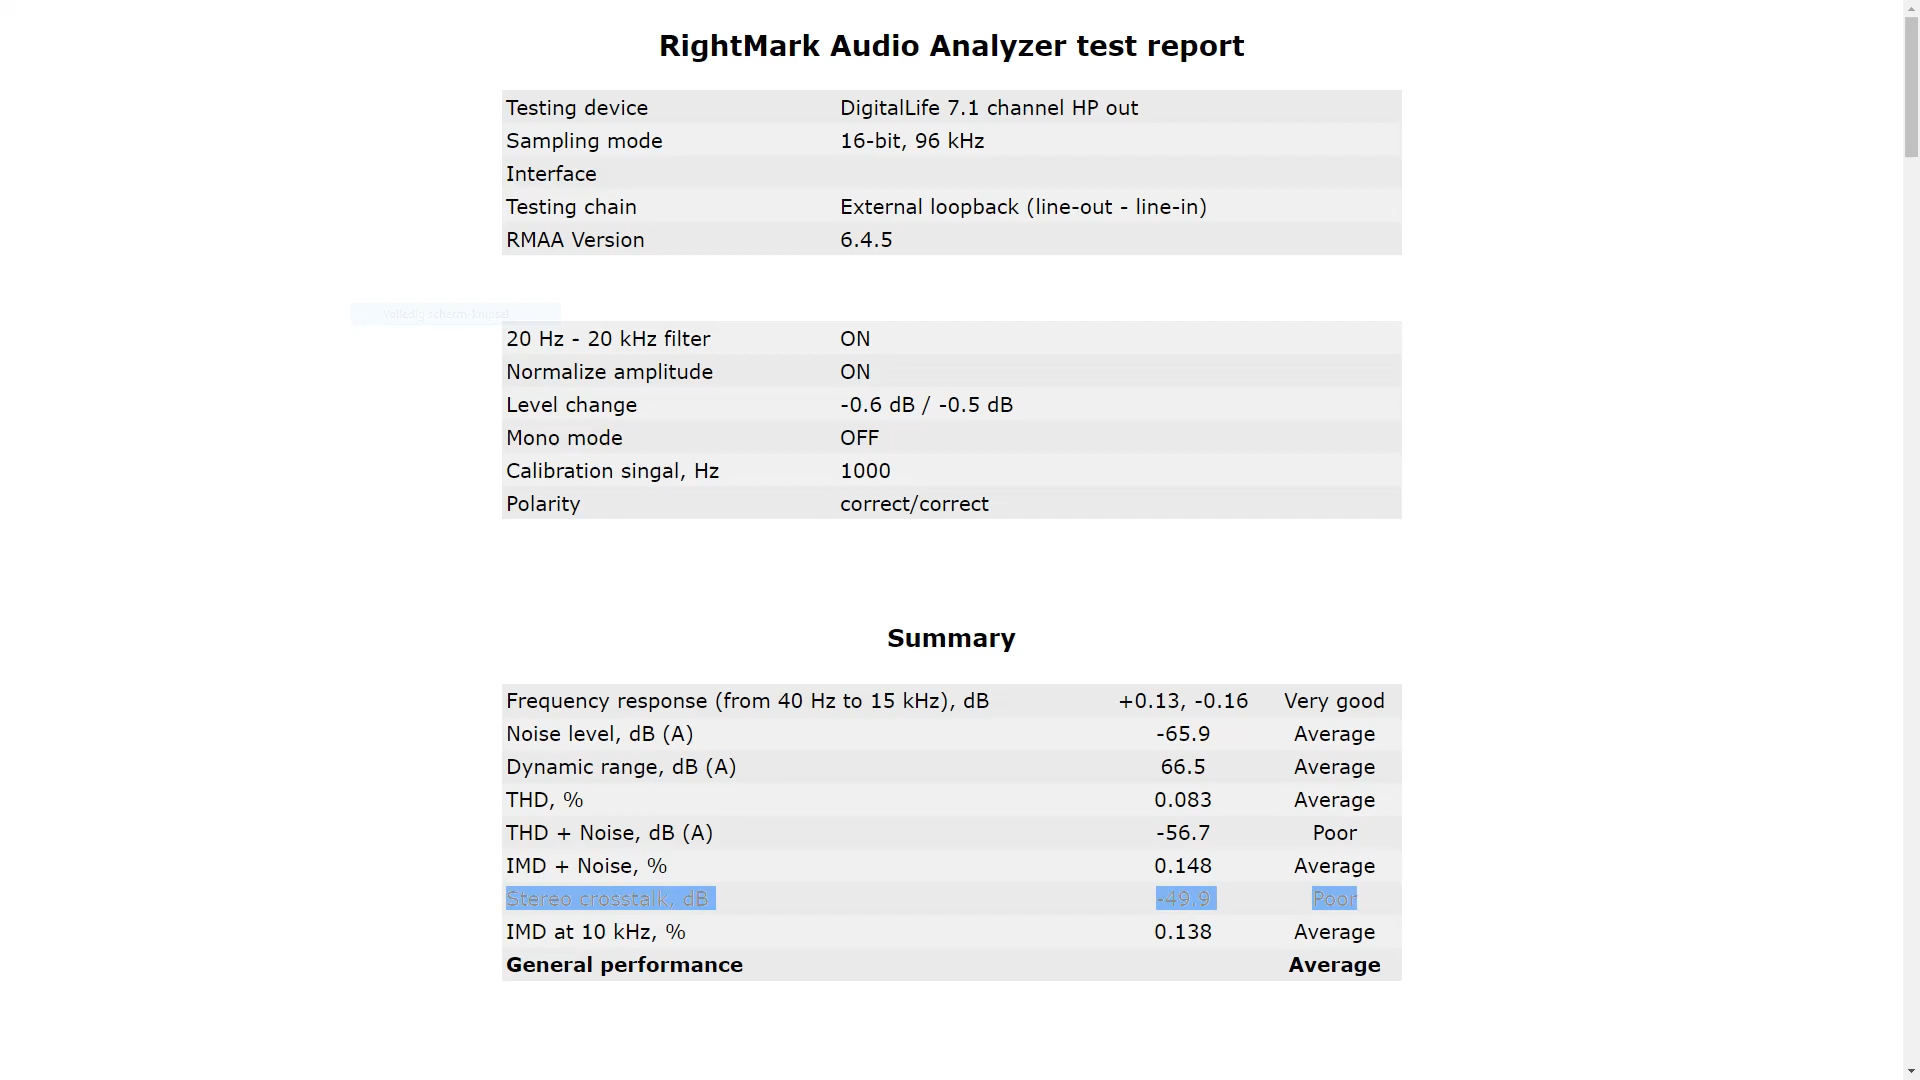 RightMark Audio Analyzer test report
Testing device DigitalLife 7.1 channel HP out
Sampling mode 16-bit, 96 kHz
Interface
Testing chain External loopback (line-out - line-in)
RMAA Version 6.4.5
Volledig scherm-knipsel
20 Hz - 20 kHz filter ON
Normalize amplitude ON
Level change -0.6 dB / -0.5 dB
Mono mode OFF
Calibration singal, Hz 1000
Polarity correct/correct
Summary
Frequency response (from 40 Hz to 15 kHz), dB +0.13, -0.16 Very good
Noise level, dB (A) -65.9 Average
Dynamic range, dB (A) 66.5 Average
THD, % 0.083 Average
THD + Noise, dB (A) -56.7 Poor
IMD + Noise, % 0.148 Average
Stereo crosstalk, dB -49.9 Poor
IMD at 10 kHz, % 0.138 Average
General performance Average